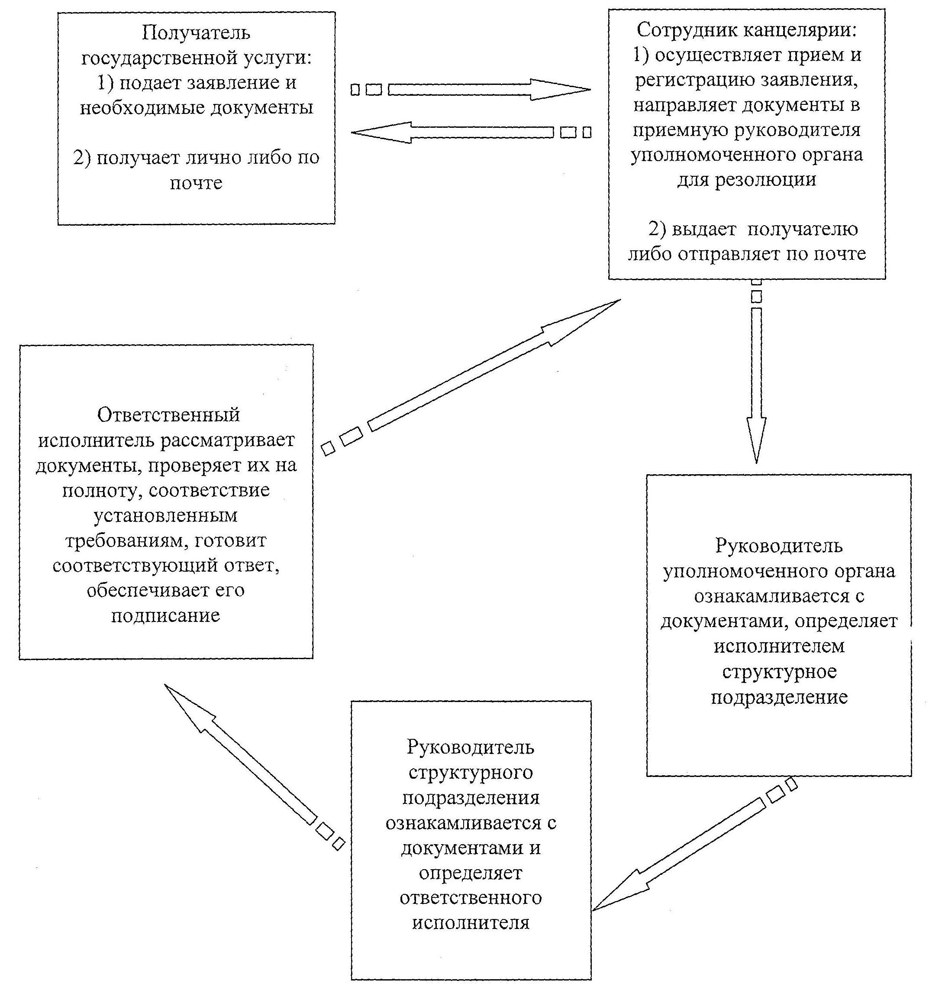 Получатель
государственной услуги:
1) подает заявление и
необходимые документы
2) получает лично либо по
почте
Сотрудник канцелярии:
1) осуществляет прием и
регистрацию заявления,
направляет документы в
приемную руководителя
уполномоченного органа
для резолюции
2) выдает получателю
либо отправляет по почте
Ответственный
исполнитель рассматривает
документы, проверяет их на
полноту, соответствие
установленным
требованиям, готовит
соответствующий ответ,
обеспечивает его
подписание
Руководитель
уполномоченного органа
ознакамливается с
документами, определяет
исполнителем
структурное
подразделение
Руководитель
структурного
подразделения
ознакамливается с
документами и
определяет
ответственного
исполнителя